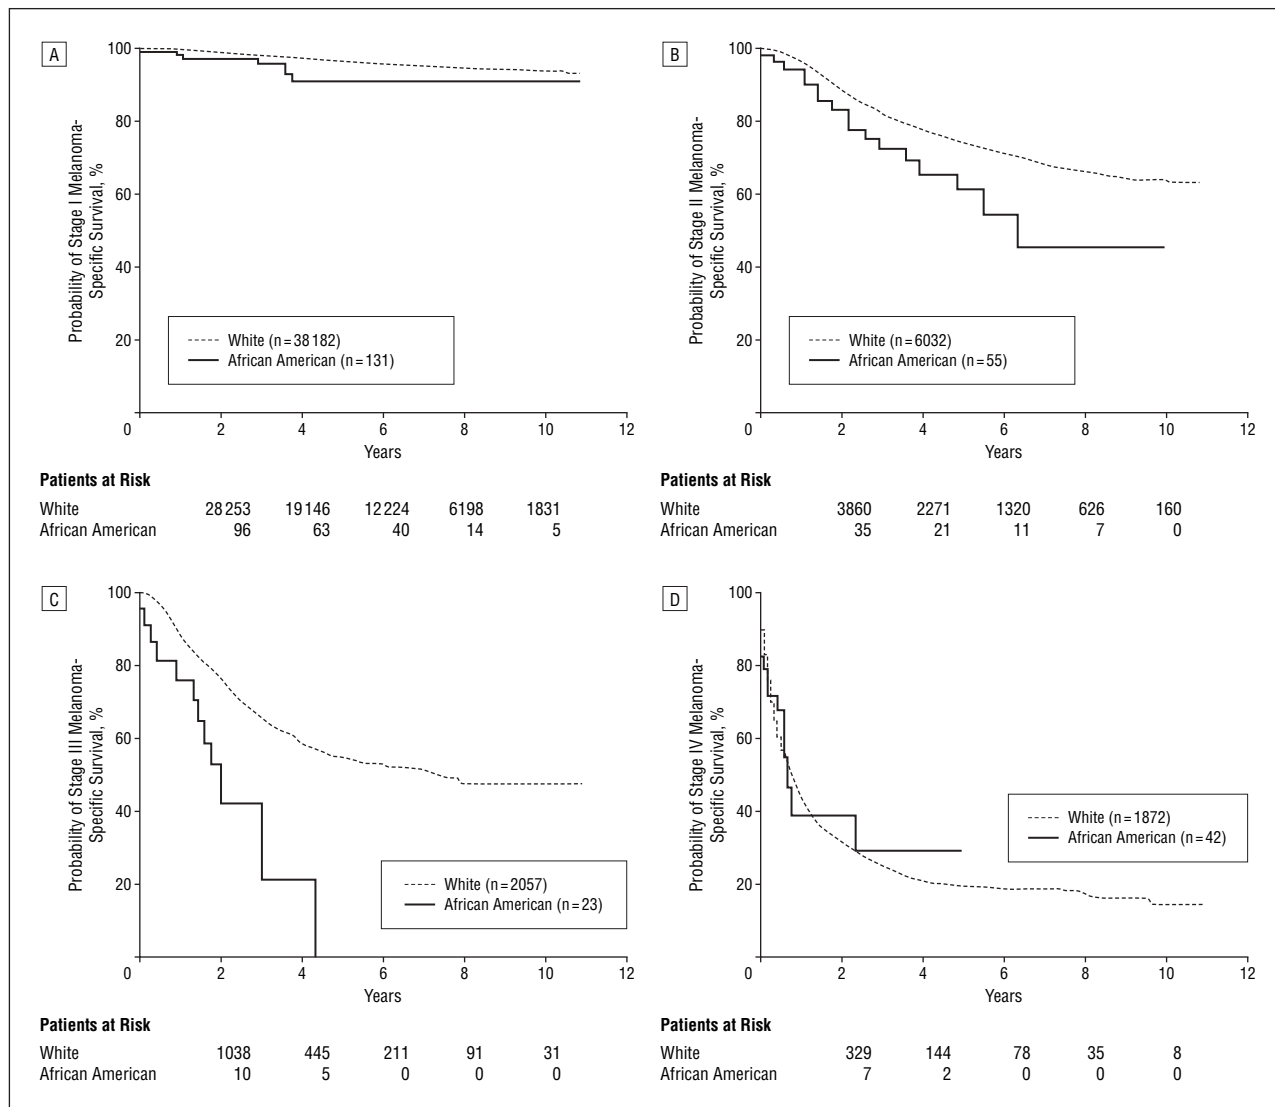 A
Probability of Stage I Melanoma-
Specific Survival, %
100
80
60
40
20
0 2 4 6 8 10 12
Years
White (n=38 182)
African American (n=131)
Patients at Risk
White 28 253 19 146 12 224 6198 1831
African American 96 63 40 14 5
B
Probability of Stage II Melanoma-
Specific Survival, %
100
80
60
40
20
0 2 4 6 8 10 12
Years
White (n=6032)
African American (n=55)
Patients at Risk
White 3860 2271 1320 626 160
African American 35 21 11 7 0
C
Probability of Stage III Melanoma-
Specific Survival, %
100
80
60
40
20
0 2 4 6 8 10 12
Years
White (n=2057)
African American (n=23)
Patients at Risk
White 1038 445 211 91 31
African American 10 5 0 0 0
D
Probability of Stage IV Melanoma-
Specific Survival, %
100
80
60
40
20
0 2 4 6 8 10 12
Years
White (n=1872)
African American (n=42)
Patients at Risk
White 329 144 78 35 8
African American 7 2 0 0 0